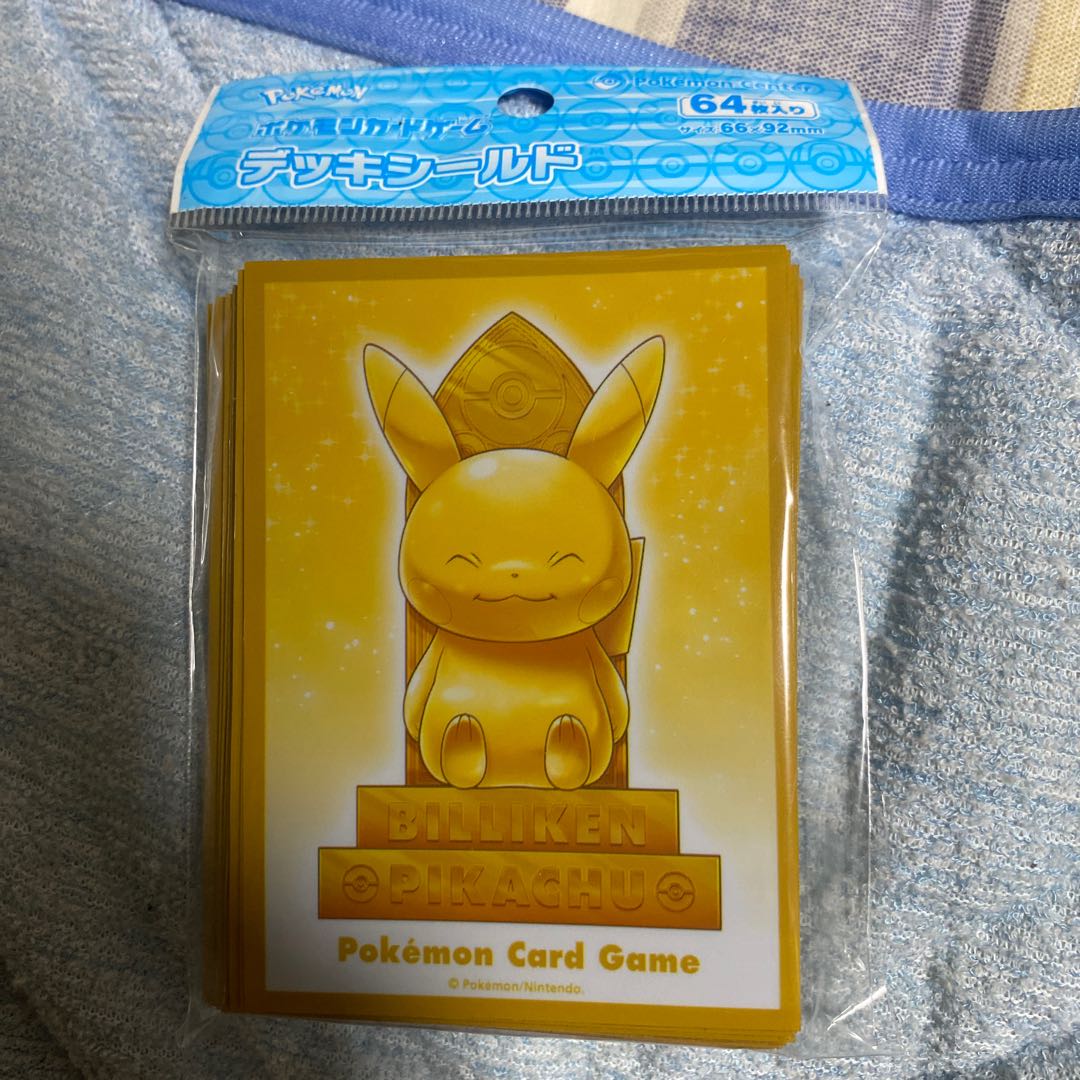 POKéMON
Pokémon Center
ポケモンカードゲーム
64枚入り
デッキシールド
サイズ:66×92mm
BILLIKEN
PIKACHU
Pokémon Card Game
© Pokémon/Nintendo.